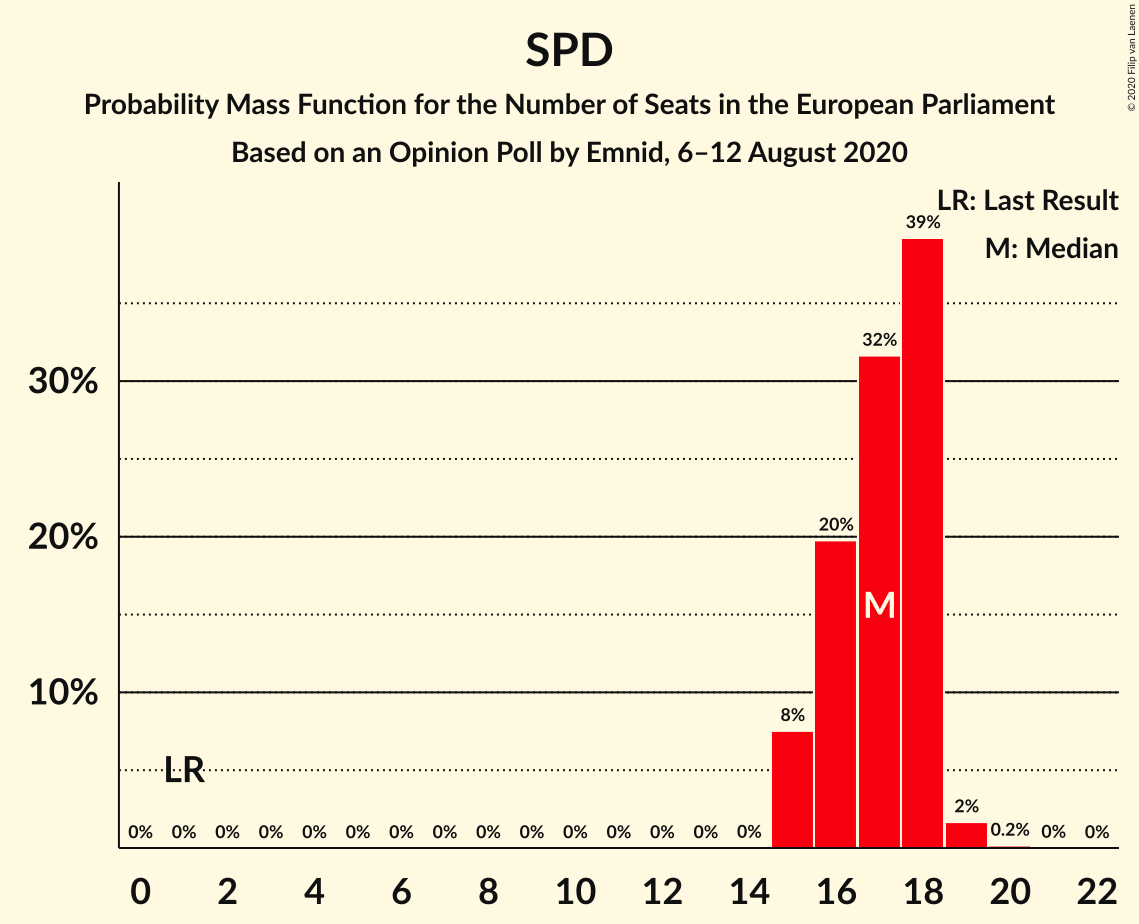 SPD
Probability Mass Function for the Number of Seats in the European Parliament
Based on an Opinion Poll by Emnid, 6–12 August 2020
© 2020 Filip van Laenen
LR: Last Result
M: Median
39%
32%
30%
20%
20%
M
10%
8%
LR
2%
0% 0% 0% 0% 0% 0% 0% 0% 0% 0% 0% 0% 0% 0% 0% 0.2% 0% 0%
0 2 4 6 8 10 12 14 16 18 20 22